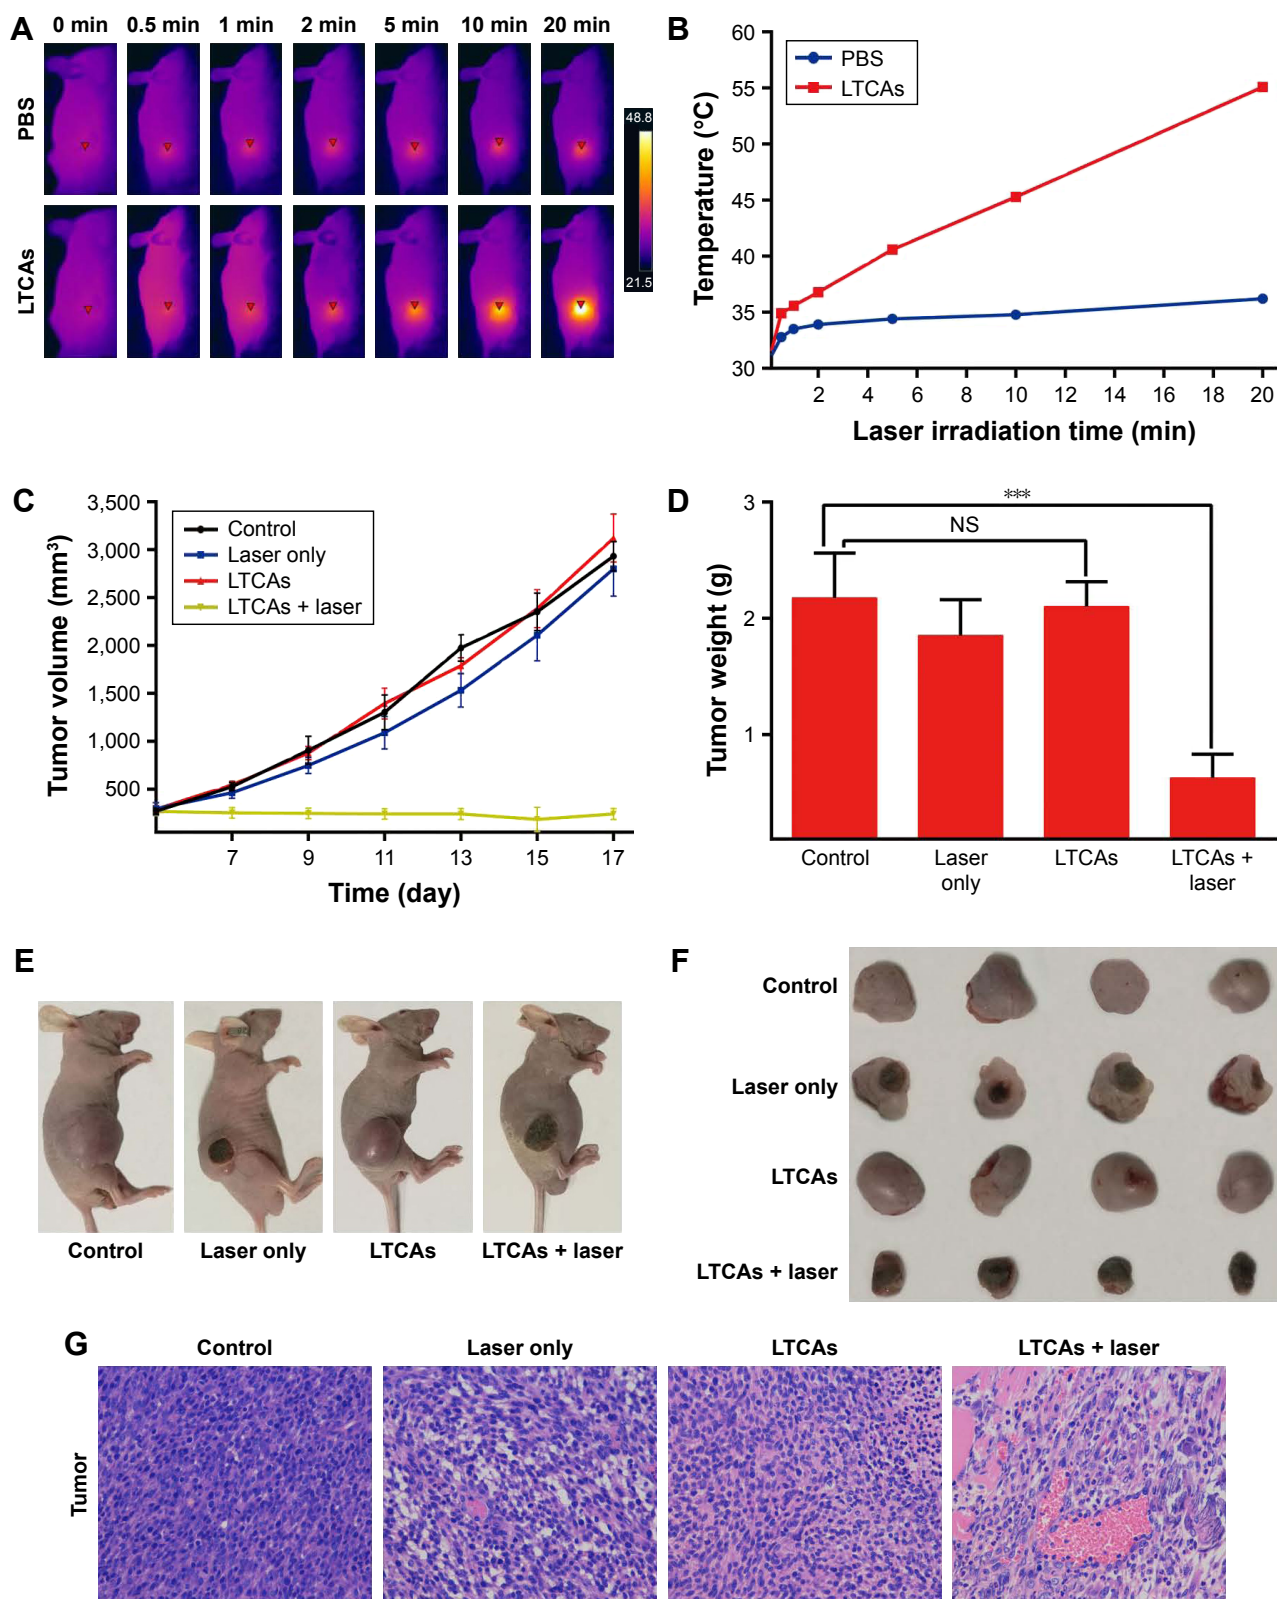 A
0 min 0.5 min 1 min 2 min 5 min 10 min 20 min
PBS
LTCAs
48.8
21.5
B
60
55
50
45
40
35
30
Temperature (°C)
PBS
LTCAs
2 4 6 8 10 12 14 16 18 20
Laser irradiation time (min)
C
3,500
3,000
2,500
2,000
1,500
1,000
500
Tumor volume (mm³)
Control
Laser only
LTCAs
LTCAs + laser
7 9 11 13 15 17
Time (day)
D
3
2
1
Tumor weight (g)
***
NS
Control
Laser only
LTCAs
LTCAs + laser
E
Control Laser only LTCAs LTCAs + laser
F
Control
Laser only
LTCAs
LTCAs + laser
G
Control Laser only LTCAs LTCAs + laser
Tumor